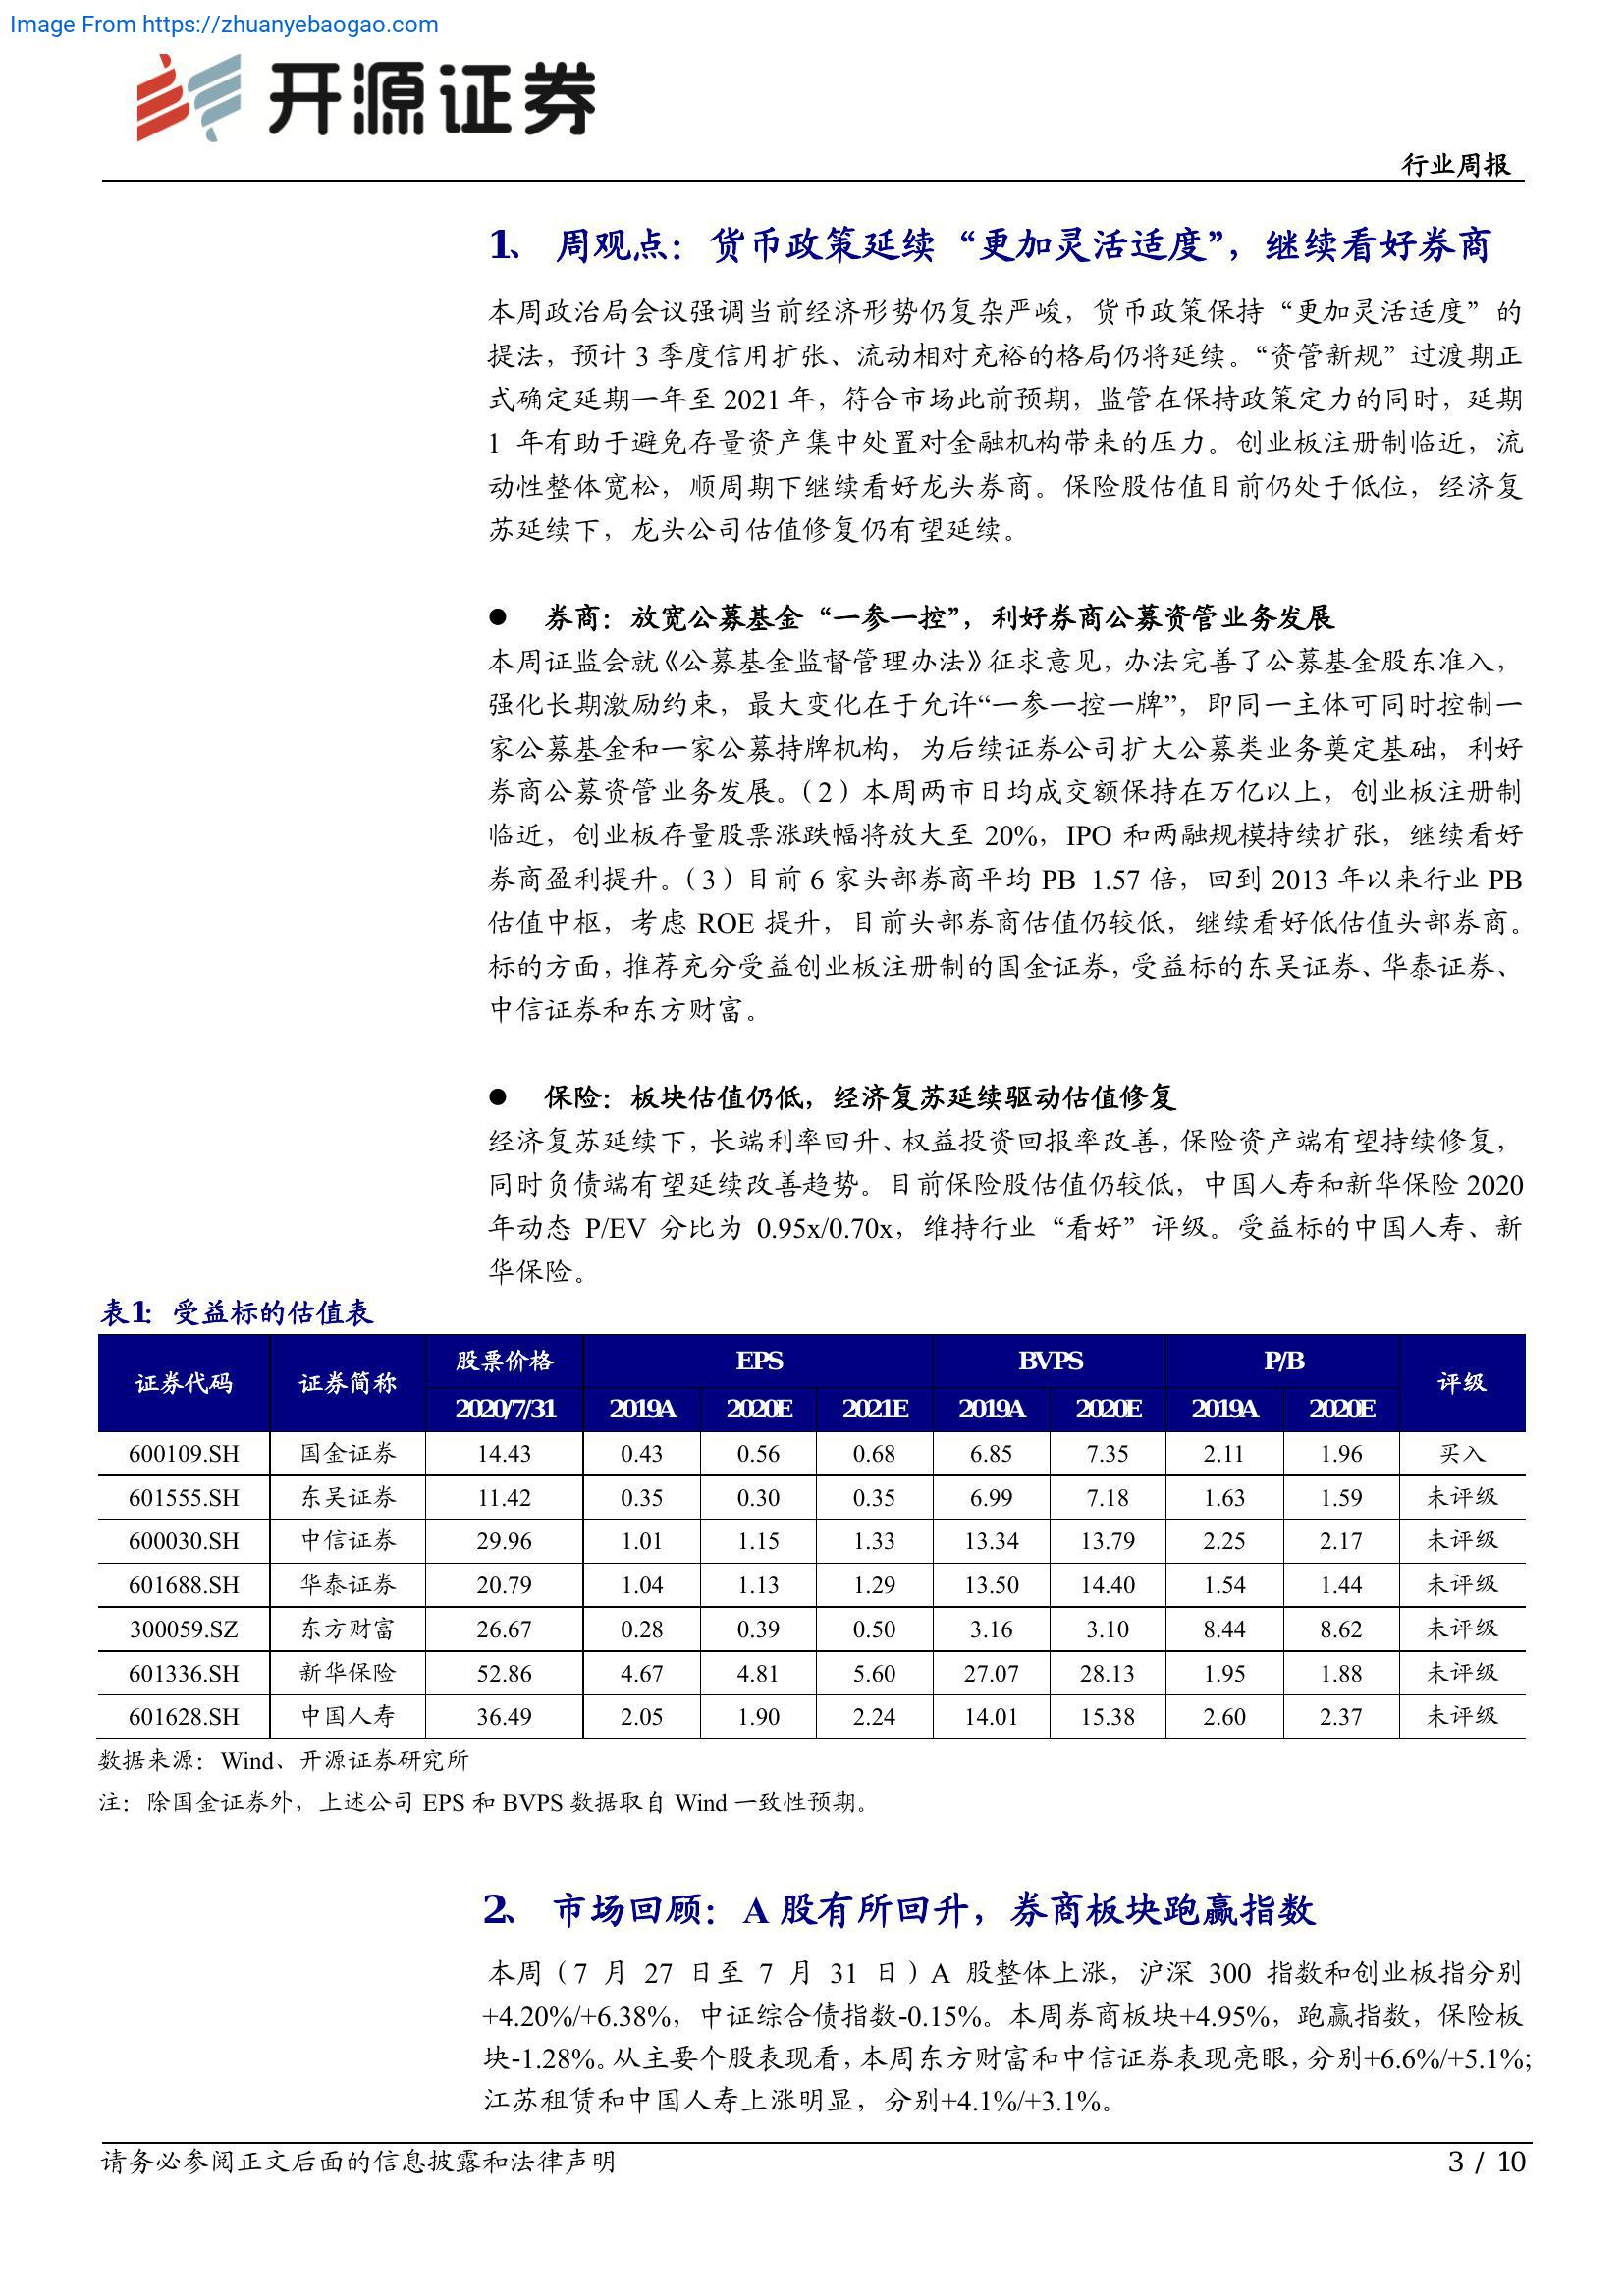 Image From https://zhuanyebaogao.com
开源证券
行业周报
1、 周观点：货币政策延续“更加灵活适度”，继续看好券商
本周政治局会议强调当前经济形势仍复杂严峻，货币政策保持“更加灵活适度”的
提法，预计 3 季度信用扩张、流动相对充裕的格局仍将延续。“资管新规”过渡期正
式确定延期一年至 2021 年，符合市场此前预期，监管在保持政策定力的同时，延期
1 年有助于避免存量资产集中处置对金融机构带来的压力。创业板注册制临近，流
动性整体宽松，顺周期下继续看好龙头券商。保险股估值目前仍处于低位，经济复
苏延续下，龙头公司估值修复仍有望延续。
● 券商：放宽公募基金“一参一控”，利好券商公募资管业务发展
本周证监会就《公募基金监督管理办法》征求意见，办法完善了公募基金股东准入，
强化长期激励约束，最大变化在于允许“一参一控一牌”，即同一主体可同时控制一
家公募基金和一家公募持牌机构，为后续证券公司扩大公募类业务奠定基础，利好
券商公募资管业务发展。（2）本周两市日均成交额保持在万亿以上，创业板注册制
临近，创业板存量股票涨跌幅将放大至 20%，IPO 和两融规模持续扩张，继续看好
券商盈利提升。（3）目前 6 家头部券商平均 PB 1.57 倍，回到 2013 年以来行业 PB
估值中枢，考虑 ROE 提升，目前头部券商估值仍较低，继续看好低估值头部券商。
标的方面，推荐充分受益创业板注册制的国金证券，受益标的东吴证券、华泰证券、
中信证券和东方财富。
● 保险：板块估值仍低，经济复苏延续驱动估值修复
经济复苏延续下，长端利率回升、权益投资回报率改善，保险资产端有望持续修复，
同时负债端有望延续改善趋势。目前保险股估值仍较低，中国人寿和新华保险 2020
年动态 P/EV 分比为 0.95x/0.70x，维持行业“看好”评级。受益标的中国人寿、新
华保险。
表1：受益标的估值表
证券代码 证券简称 股票价格 EPS BVPS P/B 评级
2020/7/31 2019A 2020E 2021E 2019A 2020E 2019A 2020E
600109.SH 国金证券 14.43 0.43 0.56 0.68 6.85 7.35 2.11 1.96 买入
601555.SH 东吴证券 11.42 0.35 0.30 0.35 6.99 7.18 1.63 1.59 未评级
600030.SH 中信证券 29.96 1.01 1.15 1.33 13.34 13.79 2.25 2.17 未评级
601688.SH 华泰证券 20.79 1.04 1.13 1.29 13.50 14.40 1.54 1.44 未评级
300059.SZ 东方财富 26.67 0.28 0.39 0.50 3.16 3.10 8.44 8.62 未评级
601336.SH 新华保险 52.86 4.67 4.81 5.60 27.07 28.13 1.95 1.88 未评级
601628.SH 中国人寿 36.49 2.05 1.90 2.24 14.01 15.38 2.60 2.37 未评级
数据来源：Wind、开源证券研究所
注：除国金证券外，上述公司 EPS 和 BVPS 数据取自 Wind 一致性预期。
2、 市场回顾：A 股有所回升，券商板块跑赢指数
本周（7 月 27 日至 7 月 31 日）A 股整体上涨，沪深 300 指数和创业板指分别
+4.20%/+6.38%，中证综合债指数-0.15%。本周券商板块+4.95%，跑赢指数，保险板
块-1.28%。从主要个股表现看，本周东方财富和中信证券表现亮眼，分别+6.6%/+5.1%;
江苏租赁和中国人寿上涨明显，分别+4.1%/+3.1%。
请务必参阅正文后面的信息披露和法律声明
3 / 10